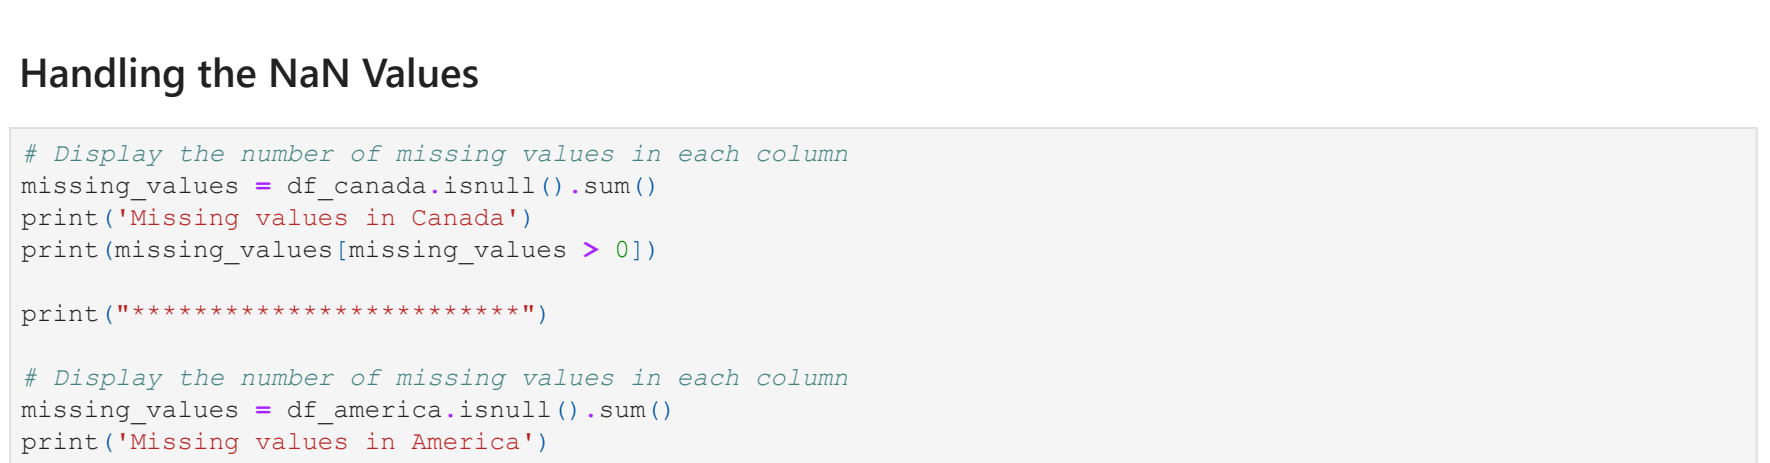 Handling the NaN Values
# Display the number of missing values in each column
missing_values = df_canada.isnull().sum()
print('Missing values in Canada')
print(missing_values[missing_values > 0])
print("*************************")
# Display the number of missing values in each column
missing_values = df_america.isnull().sum()
print('Missing values in America')